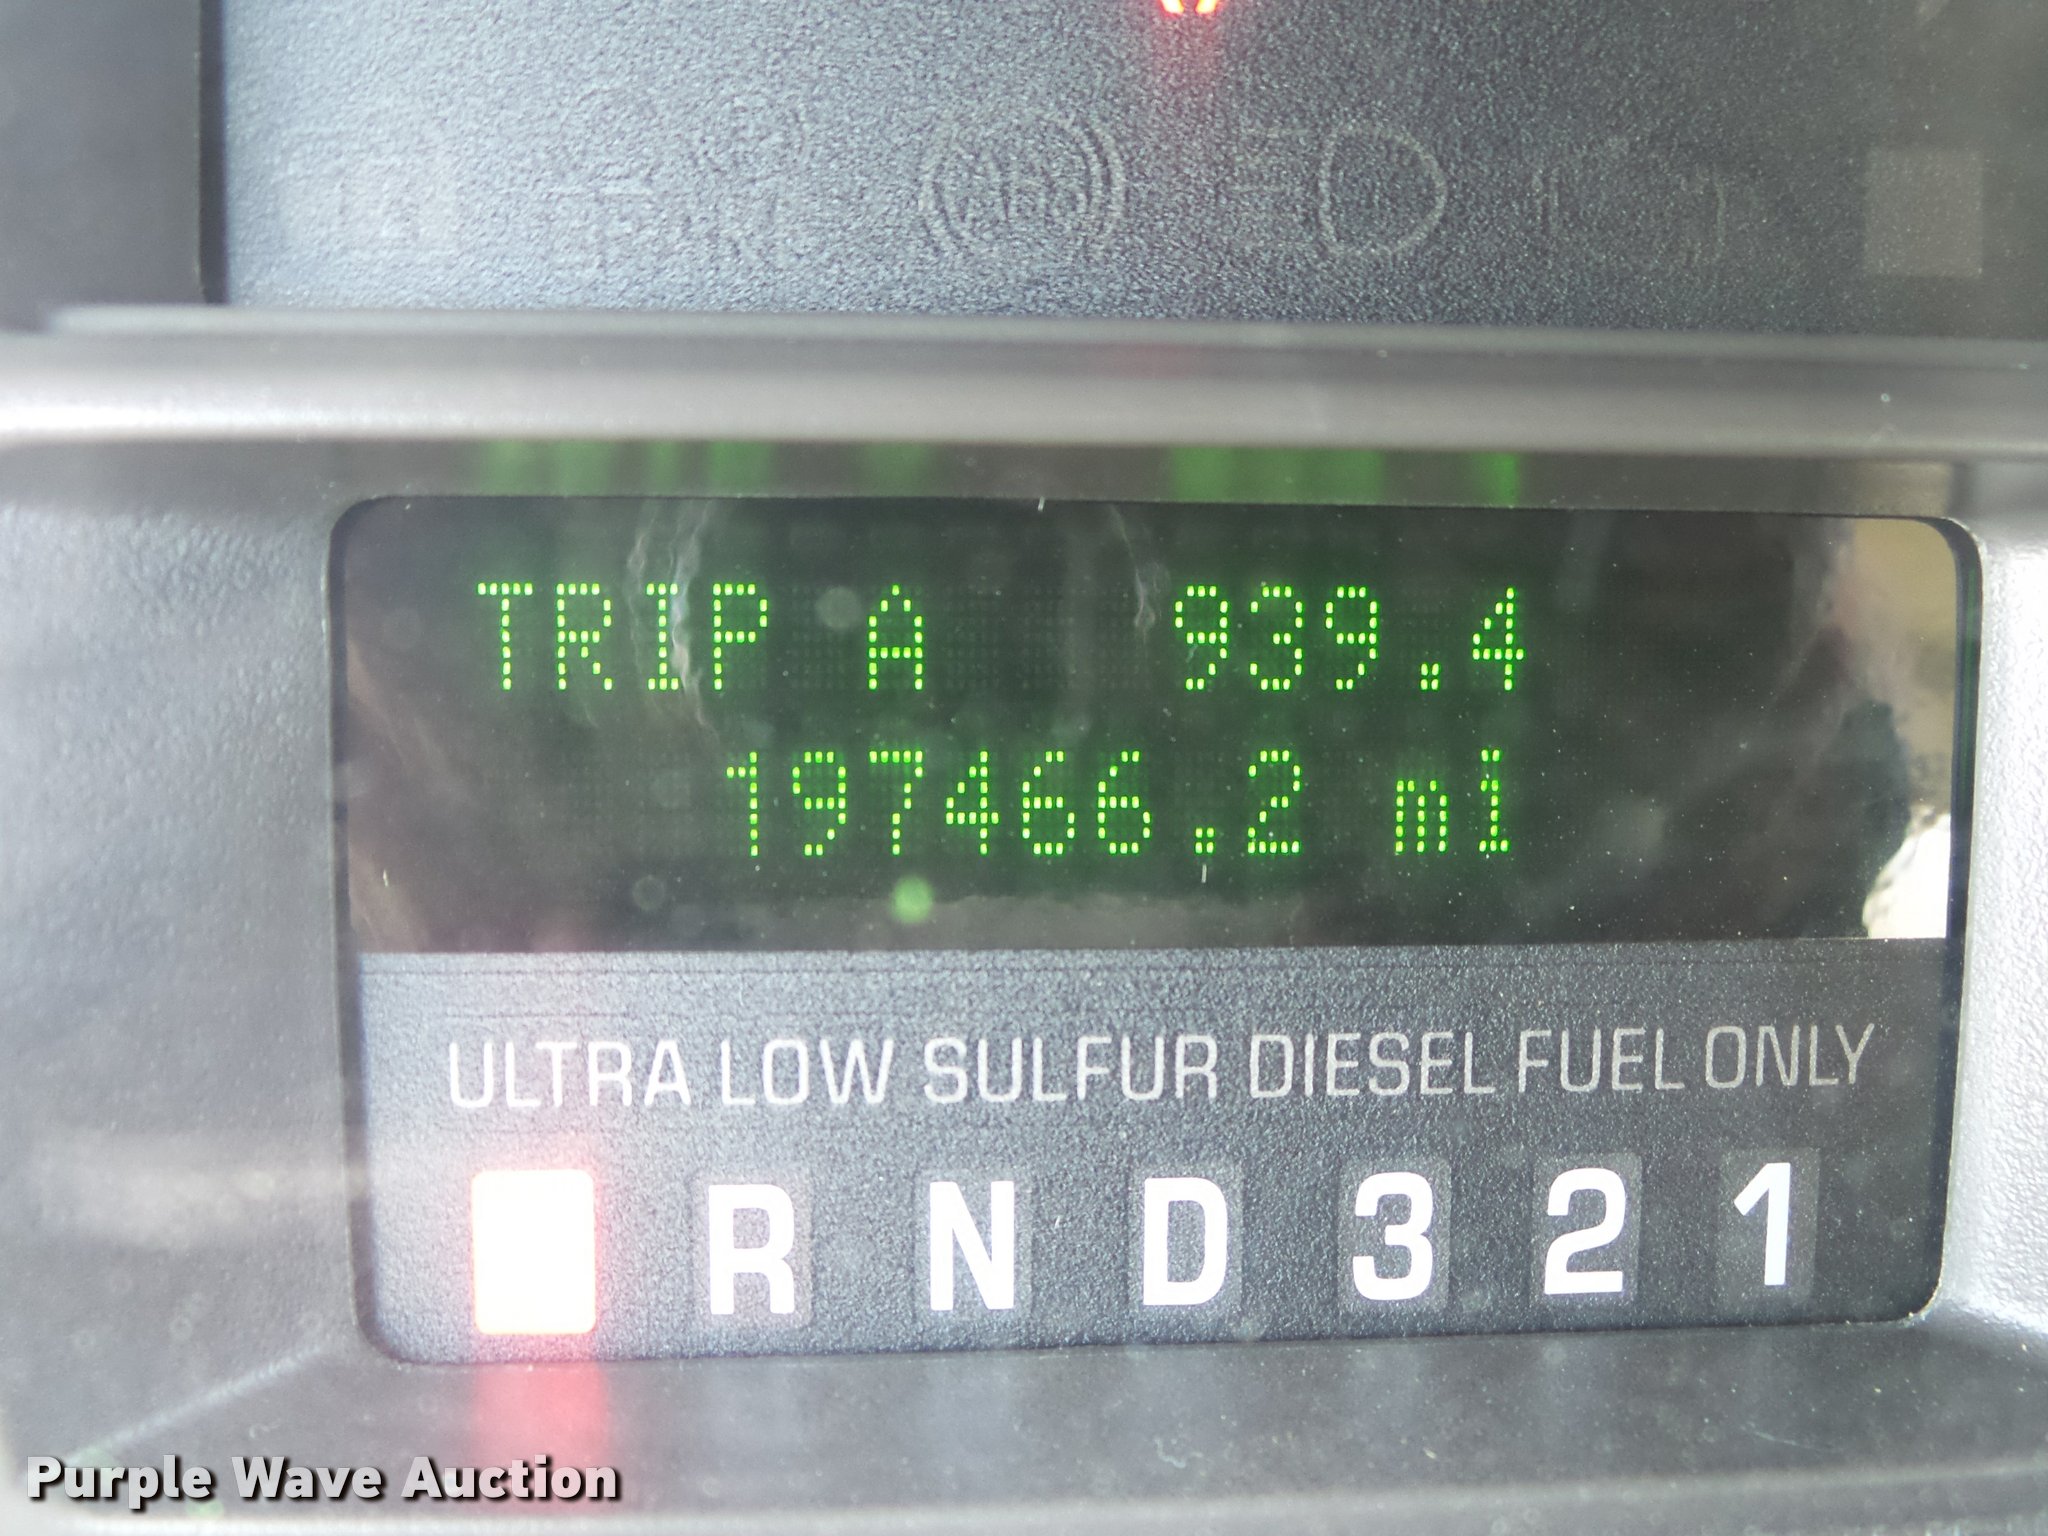 TRIP A 939.4
197466.2 mi
ULTRA LOW SULFUR DIESEL FUEL ONLY
R N D 3 2 1
Purple Wave Auction